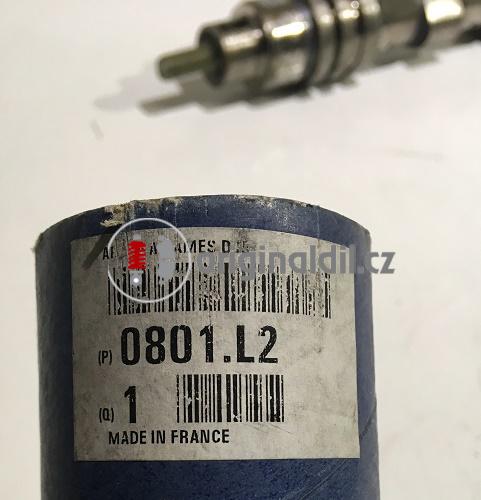 originaldil.cz
(P) 0801.L2
(Q) 1
MADE IN FRANCE